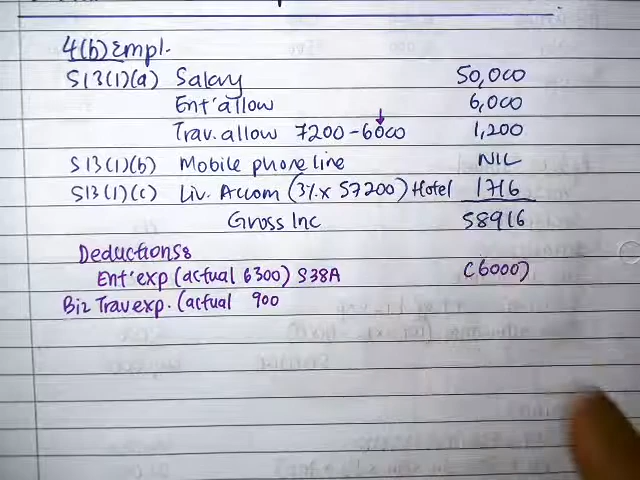 4(b) Empl.
S13(1)(a) Salary 50,000
Ent'allow 6,000
Trav. allow 7200 - 6000 1,200
S13(1)(b) Mobile phone line NIL
S13(1)(c) Liv. Accom (3% x 57200) Hotel 1716
Gross Inc 58916
Deductions:
Ent'exp (actual 6300) S38A (6000)
Biz Trav exp. (actual 900